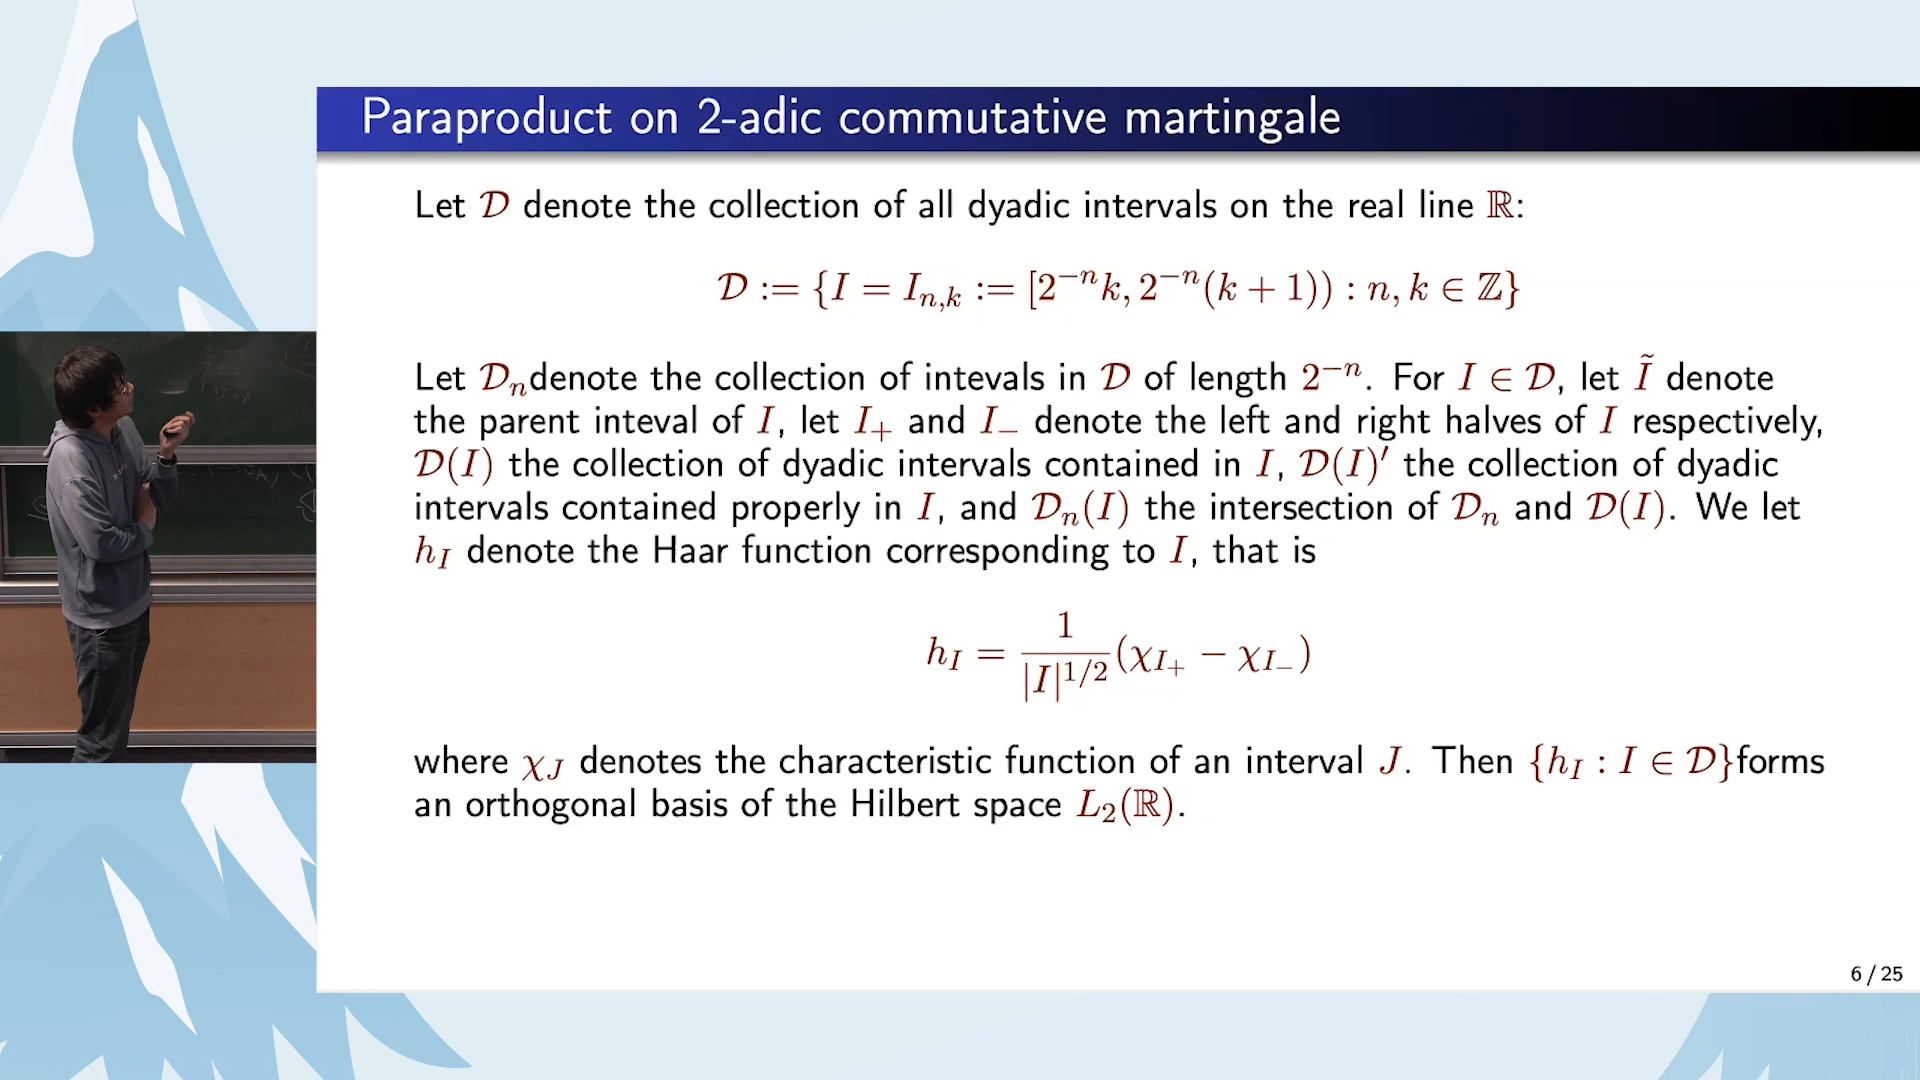 Paraproduct on 2-adic commutative martingale
Let 𝒟 denote the collection of all dyadic intervals on the real line ℝ:
𝒟 := {I = I_{n,k} := [2^{−n}k, 2^{−n}(k + 1)) : n, k ∈ ℤ}
Let 𝒟_n denote the collection of intevals in 𝒟 of length 2^{−n}. For I ∈ 𝒟, let Ĩ denote
the parent inteval of I, let I_+ and I_− denote the left and right halves of I respectively,
𝒟(I) the collection of dyadic intervals contained in I, 𝒟(I)′ the collection of dyadic
intervals contained properly in I, and 𝒟_n(I) the intersection of 𝒟_n and 𝒟(I). We let
h_I denote the Haar function corresponding to I, that is
h_I = \frac{1}{|I|^{1/2}}(χ_{I_+} − χ_{I_−})
where χ_J denotes the characteristic function of an interval J. Then {h_I : I ∈ 𝒟}forms
an orthogonal basis of the Hilbert space L_2(ℝ).
6 / 25